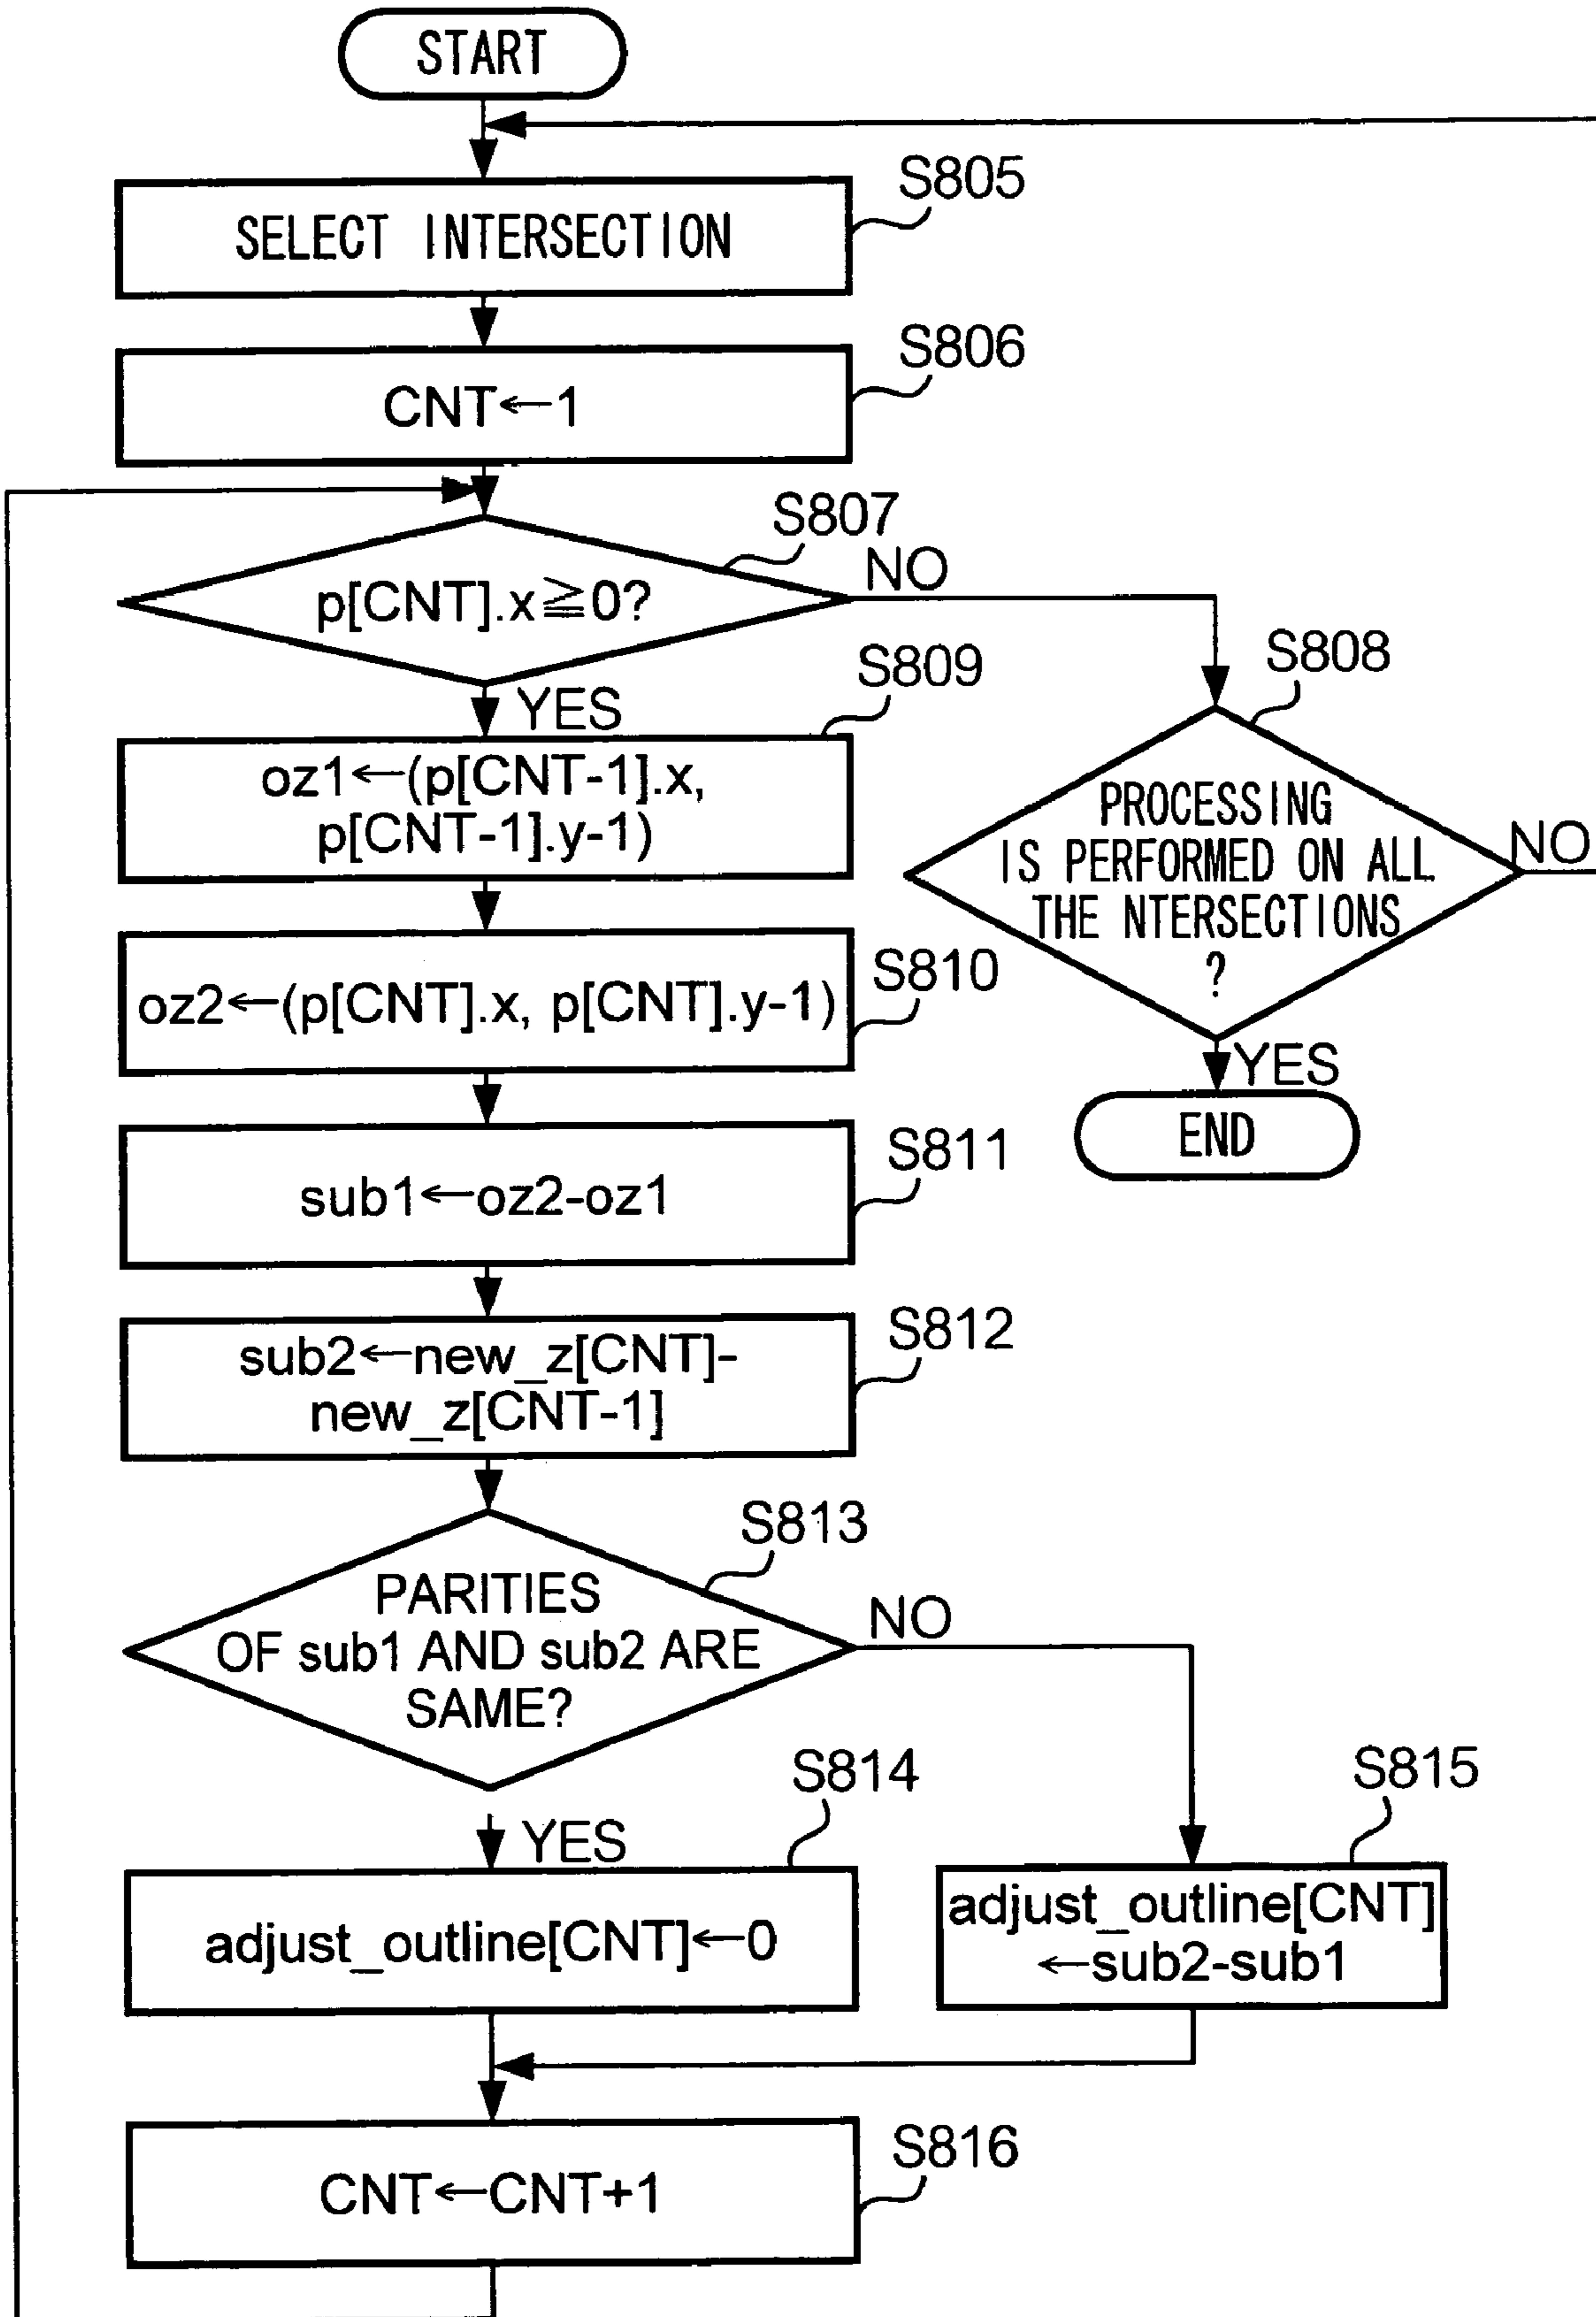 START
S805
SELECT INTERSECTION
S806
CNT←1
S807
p[CNT].x≧0?
NO
S808
PROCESSING
IS PERFORMED ON ALL
THE NTERSECTIONS
?
NO
YES
END
YES
S809
oz1←(p[CNT-1].x,
p[CNT-1].y-1)
S810
oz2←(p[CNT].x, p[CNT].y-1)
S811
sub1←oz2-oz1
S812
sub2←new_z[CNT]-
new_z[CNT-1]
S813
PARITIES
OF sub1 AND sub2 ARE
SAME?
NO
YES
S814
adjust_outline[CNT]←0
S815
adjust_outline[CNT]
←sub2-sub1
S816
CNT←CNT+1